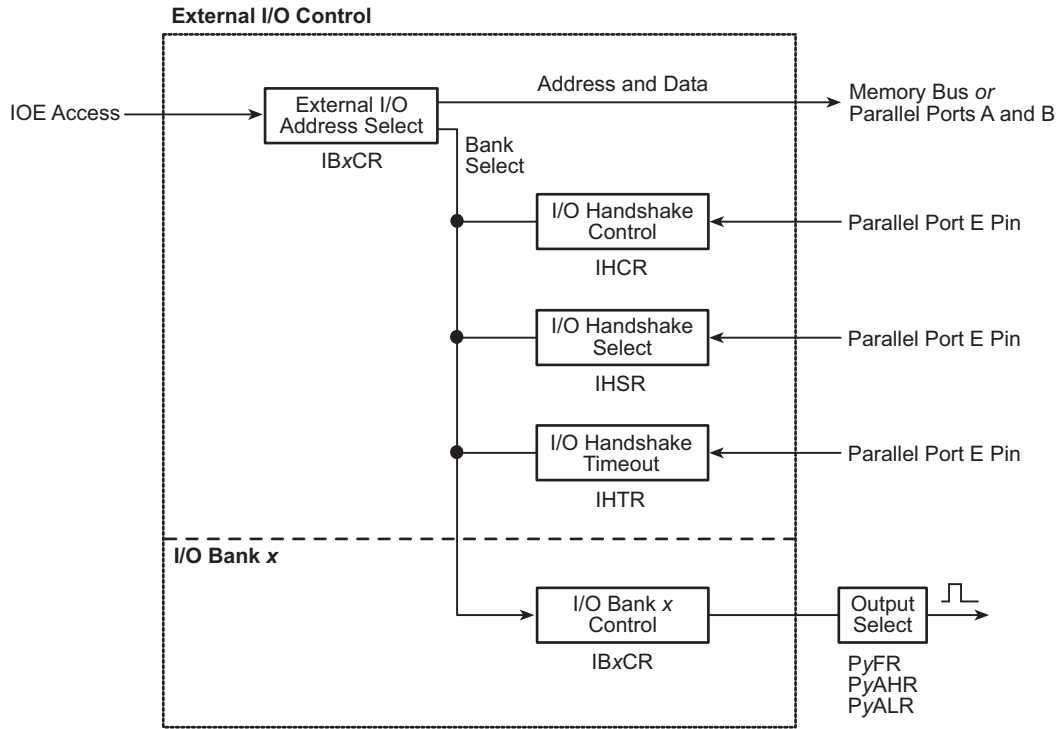 External I/O Control
IOE Access
External I/O
Address Select
IBxCR
Address and Data
Memory Bus or
Parallel Ports A and B
Bank
Select
I/O Handshake
Control
IHCR
Parallel Port E Pin
I/O Handshake
Select
IHSR
Parallel Port E Pin
I/O Handshake
Timeout
IHTR
Parallel Port E Pin
I/O Bank x
I/O Bank x
Control
IBxCR
Output
Select
PyFR
PyAHR
PyALR